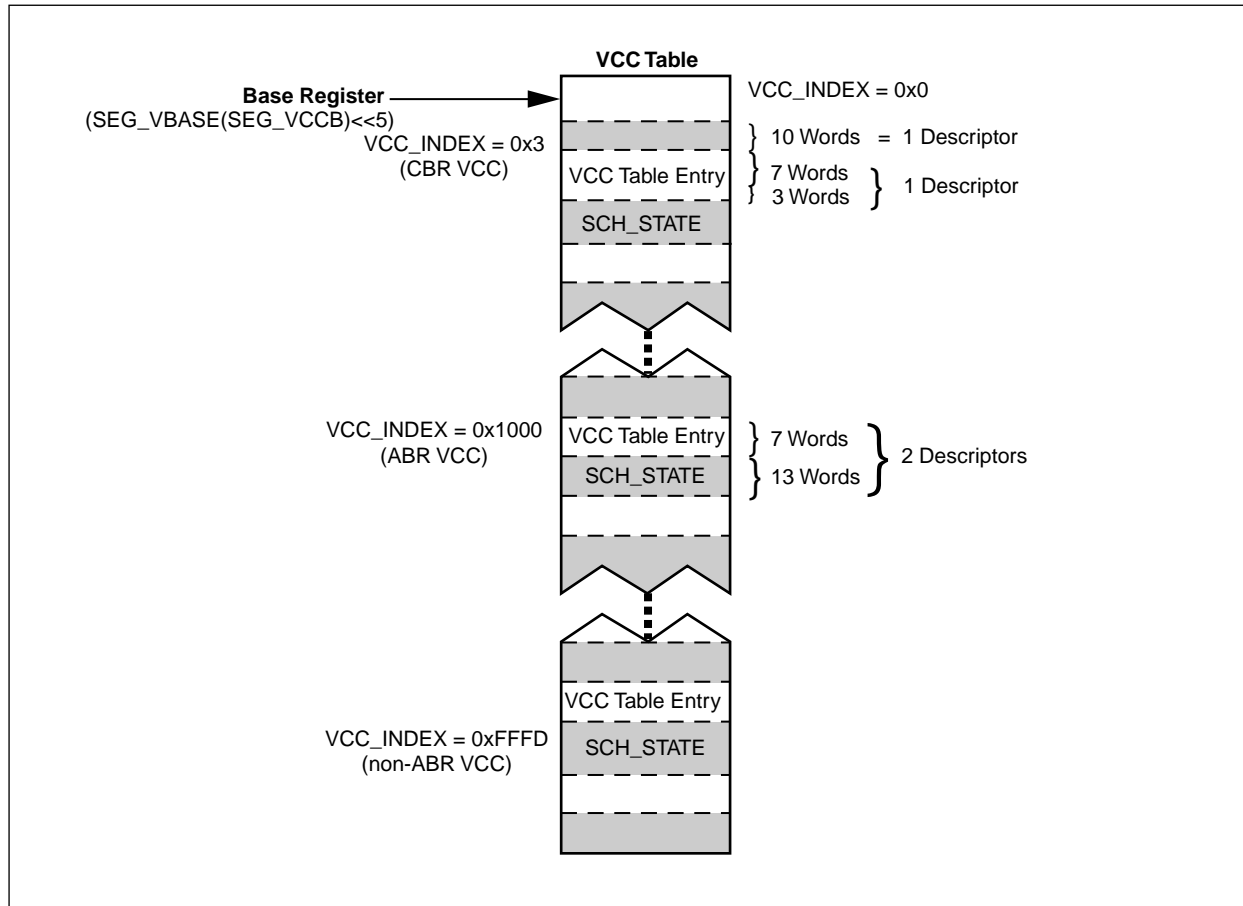 VCC Table
VCC_INDEX = 0x0
Base Register
(SEG_VBASE(SEG_VCCB)<<5)
VCC_INDEX = 0x3
(CBR VCC)
10 Words = 1 Descriptor
VCC Table Entry
7 Words
3 Words
1 Descriptor
SCH_STATE
VCC_INDEX = 0x1000
(ABR VCC)
VCC Table Entry
7 Words
SCH_STATE
13 Words
2 Descriptors
VCC Table Entry
VCC_INDEX = 0xFFFD
(non-ABR VCC)
SCH_STATE